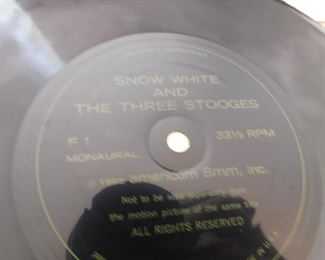 SNOW WHITE
AND
THE THREE STOOGES
F 1
33⅓ RPM
MONAURAL
© americom 8mm, inc.
Not to be sold separately from
the motion picture of the same title
ALL RIGHTS RESERVED